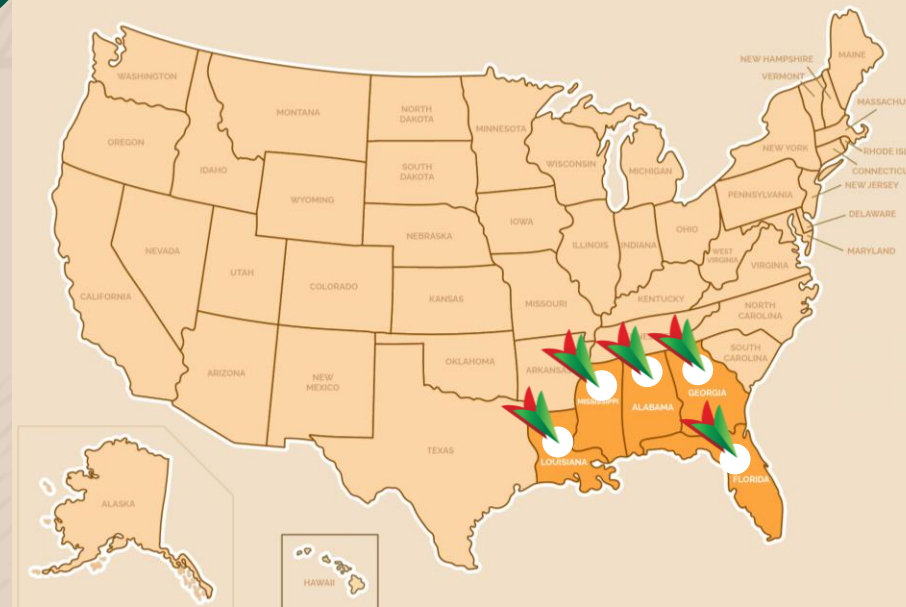 WASHINGTON
OREGON
CALIFORNIA
NEVADA
IDAHO
MONTANA
WYOMING
UTAH
ARIZONA
COLORADO
NEW
MEXICO
NORTH
DAKOTA
SOUTH
DAKOTA
NEBRASKA
KANSAS
OKLAHOMA
TEXAS
MINNESOTA
IOWA
MISSOURI
ARKANSAS
LOUISIANA
WISCONSIN
ILLINOIS
MICHIGAN
INDIANA
OHIO
KENTUCKY
MISSISSIPPI
ALABAMA
GEORGIA
FLORIDA
SOUTH
CAROLINA
NORTH
CAROLINA
VIRGINIA
WEST
VIRGINIA
PENNSYLVANIA
NEW YORK
NEW HAMPSHIRE
VERMONT
MAINE
MASSACHU
RHODE ISL
CONNECTICU
NEW JERSEY
DELAWARE
MARYLAND
ALASKA
HAWAII